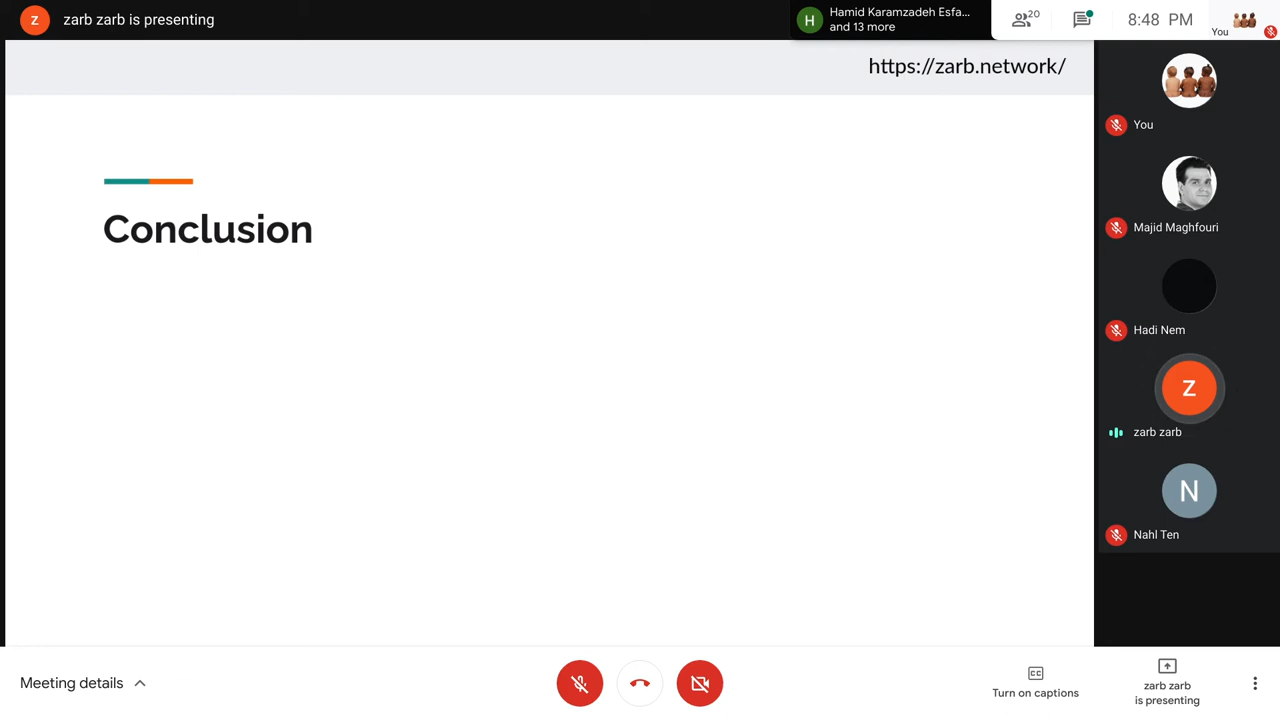 z
zarb zarb is presenting
H
Hamid Karamzadeh Esfa...
and 13 more
20
8:48 PM
You
https://zarb.network/
Conclusion
You
Majid Maghfouri
Hadi Nem
Z
zarb zarb
N
Nahl Ten
Meeting details
CC
Turn on captions
zarb zarb
is presenting